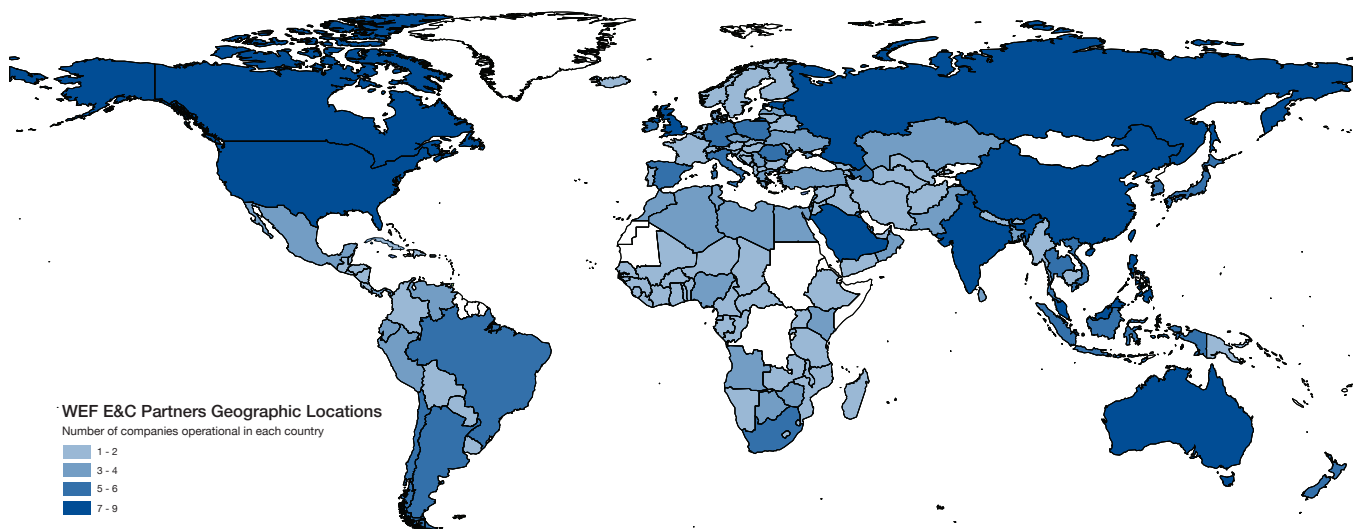 WEF E&C Partners Geographic Locations
Number of companies operational in each country
1 - 2
3 - 4
5 - 6
7 - 9